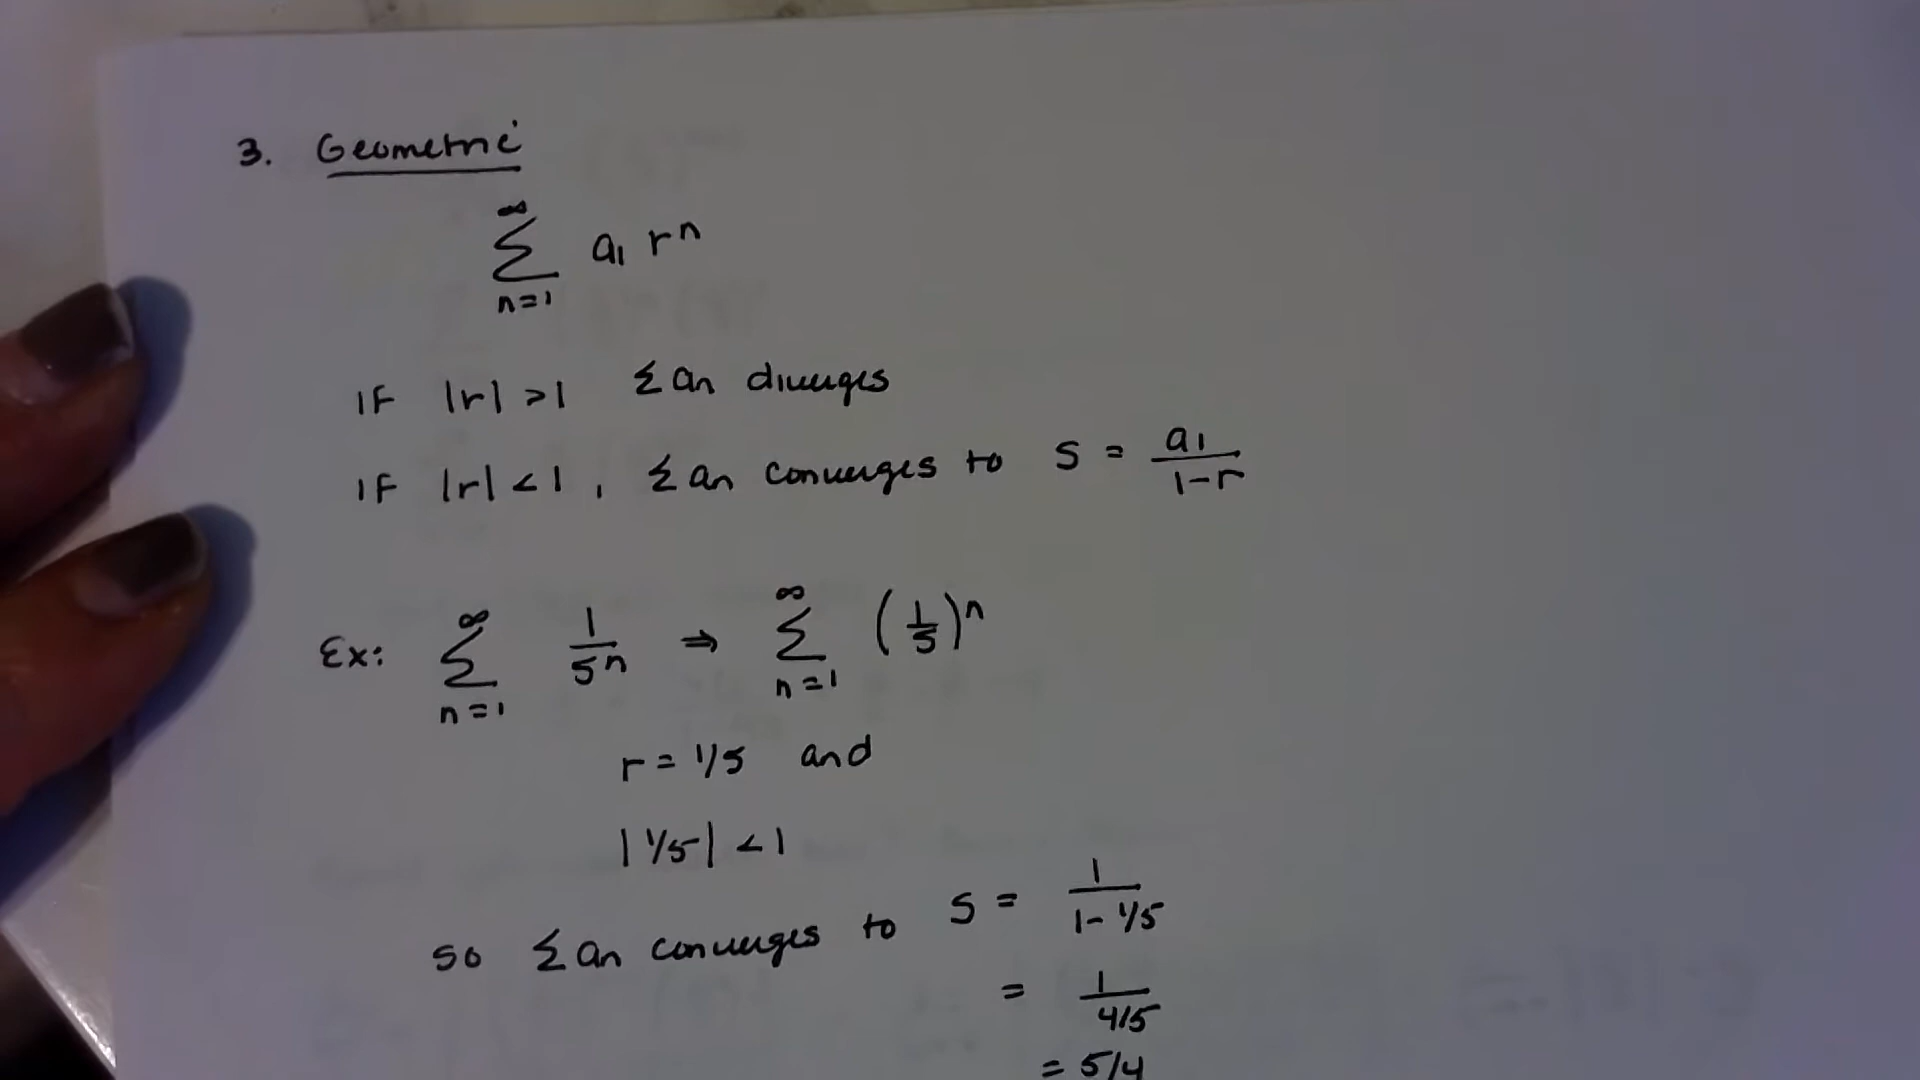 3. Geometric
∞
Σ a₁ rⁿ
n=1
IF |r| >1 Σ an diverges
IF |r| < 1, Σ an converges to S = a₁/(1-r)
Ex: ∞ Σ n=1 1/5ⁿ ⇒ ∞ Σ n=1 (1/5)ⁿ
r = 1/5 and
|1/5| < 1
so Σ an converges to S = 1/(1-1/5)
= 1/(4/5)
= 5/4